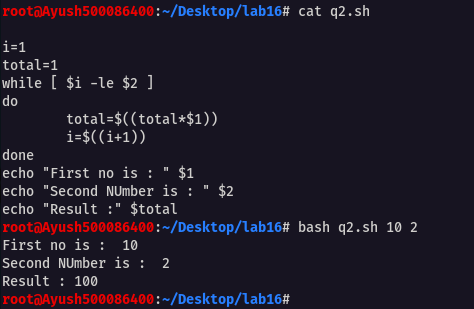 root@Ayush500086400:~/Desktop/lab16# cat q2.sh
i=1
total=1
while [ $i -le $2 ]
do
        total=$((total*$1))
        i=$((i+1))
done
echo "First no is : " $1
echo "Second NUmber is : " $2
echo "Result :" $total
root@Ayush500086400:~/Desktop/lab16# bash q2.sh 10 2
First no is :  10
Second NUmber is :  2
Result : 100
root@Ayush500086400:~/Desktop/lab16#